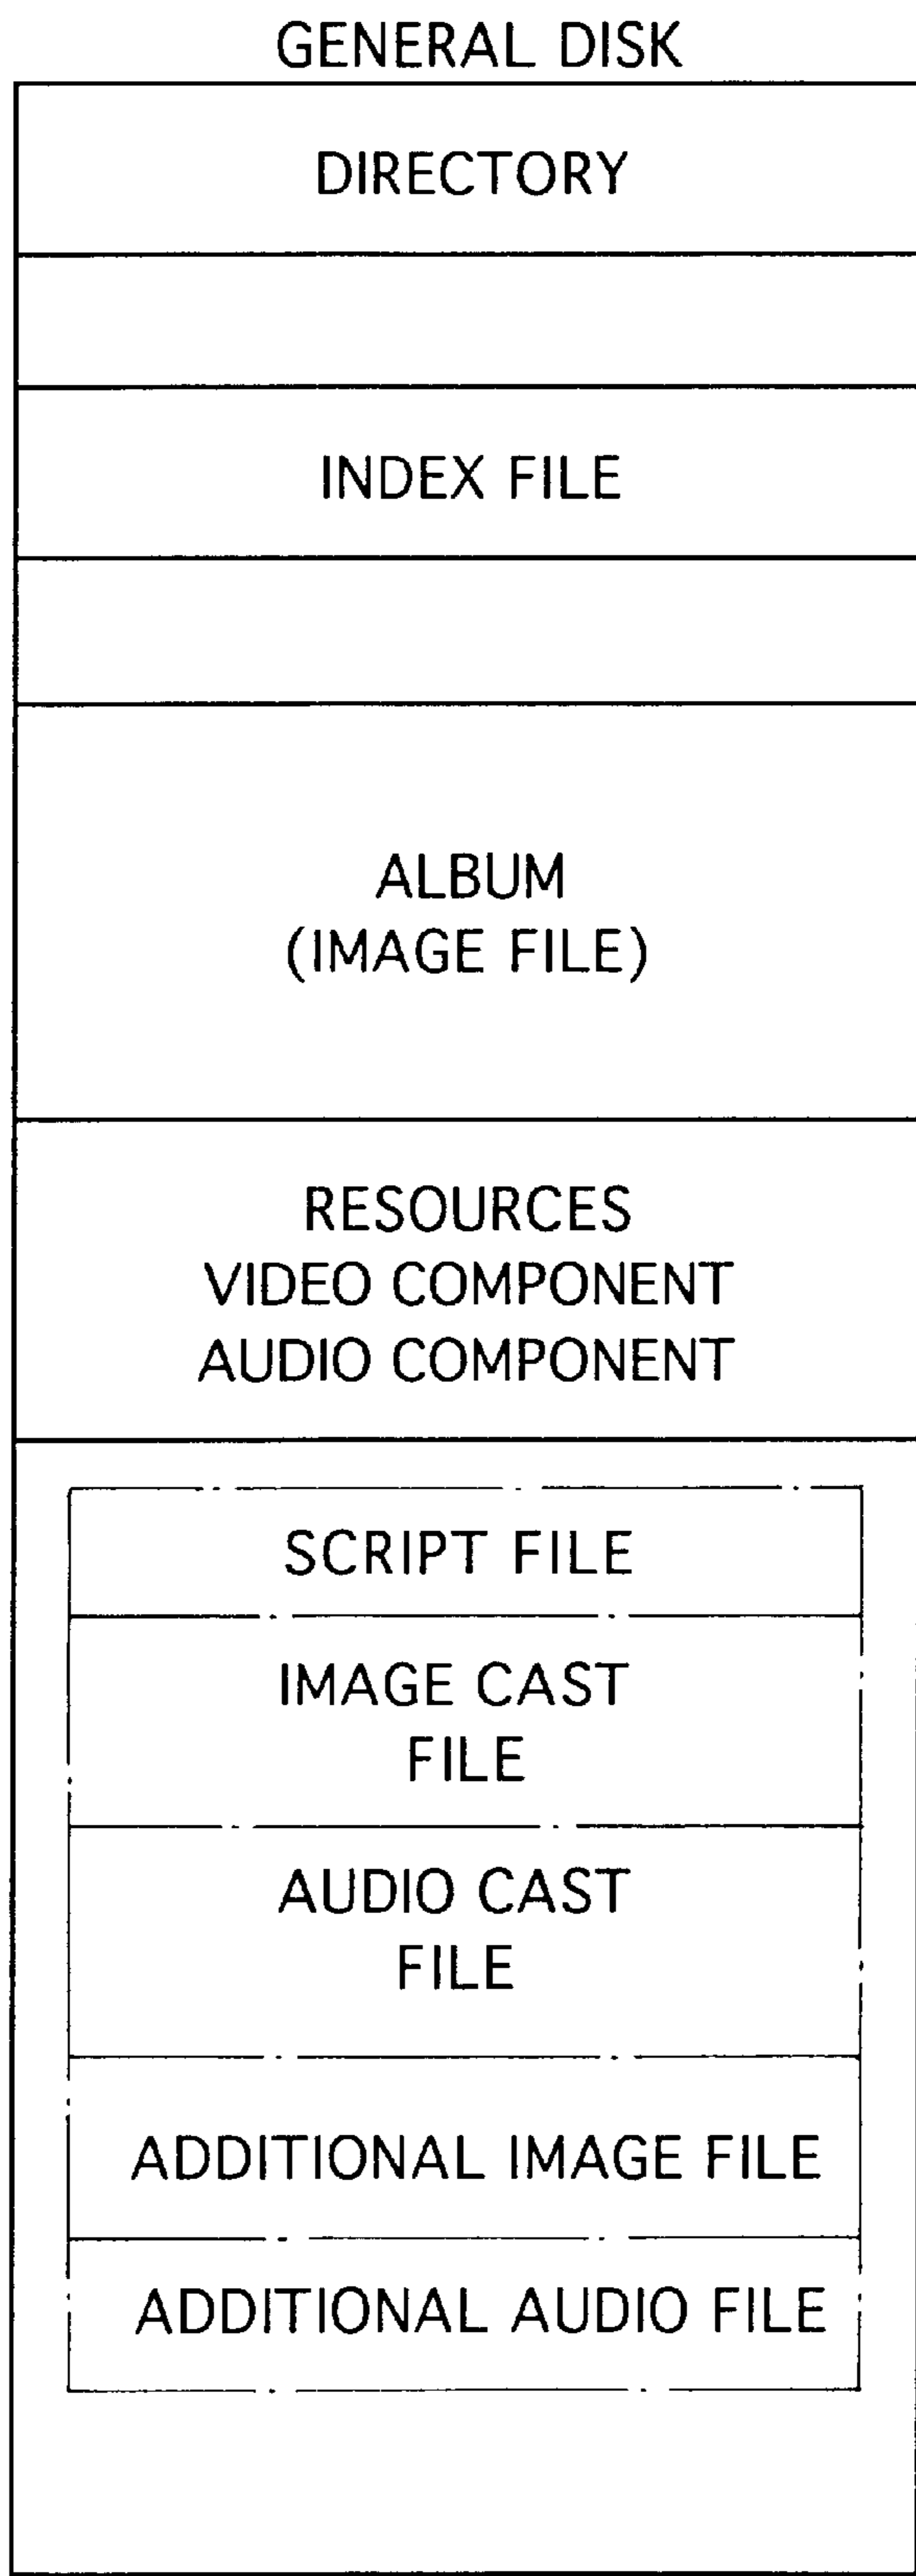 GENERAL DISK
DIRECTORY
INDEX FILE
ALBUM
(IMAGE FILE)
RESOURCES
VIDEO COMPONENT
AUDIO COMPONENT
SCRIPT FILE
IMAGE CAST
FILE
AUDIO CAST
FILE
ADDITIONAL IMAGE FILE
ADDITIONAL AUDIO FILE